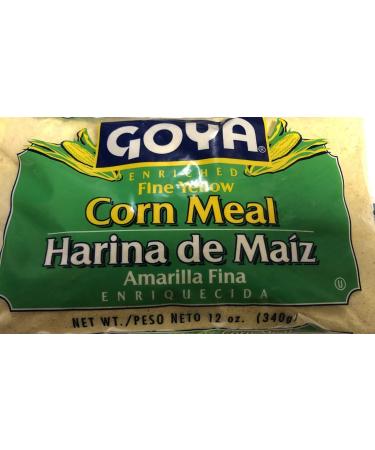 GOYA®
ENRICHED
Fine Yellow
Corn Meal
Harina de Maíz
Amarilla Fina
ENRIQUECIDA
U
NET WT./PESO NETO 12 oz. (340g)